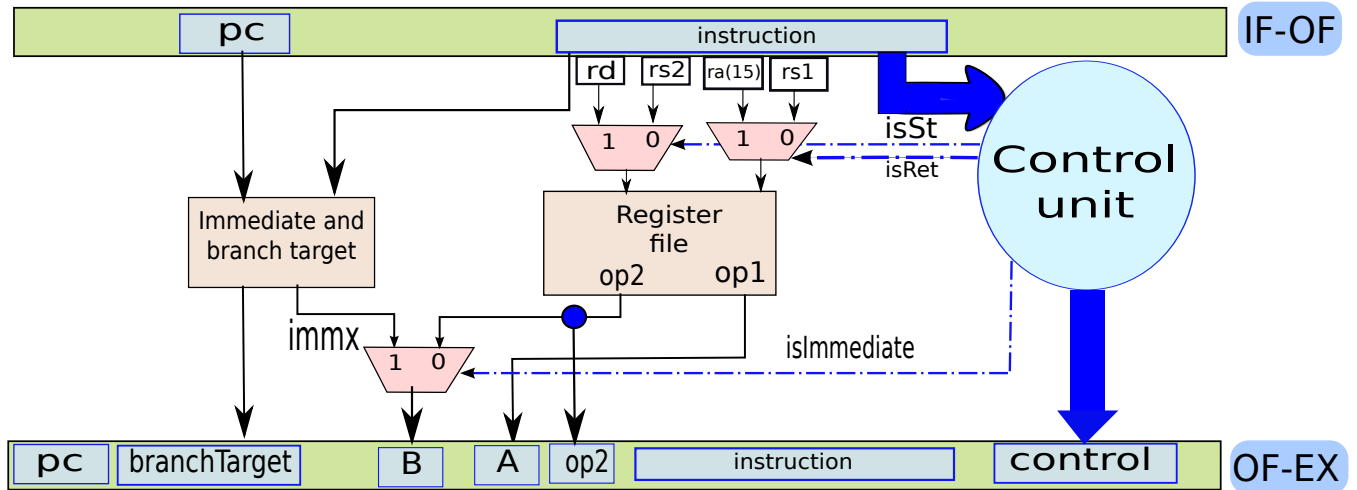 pc
instruction
IF-OF
rd
rs2
ra(15)
rs1
1 0
1 0
isSt
isRet
Control
unit
Immediate and
branch target
Register
file
op2
op1
immx
1 0
isImmediate
pc
branchTarget
B
A
op2
instruction
control
OF-EX